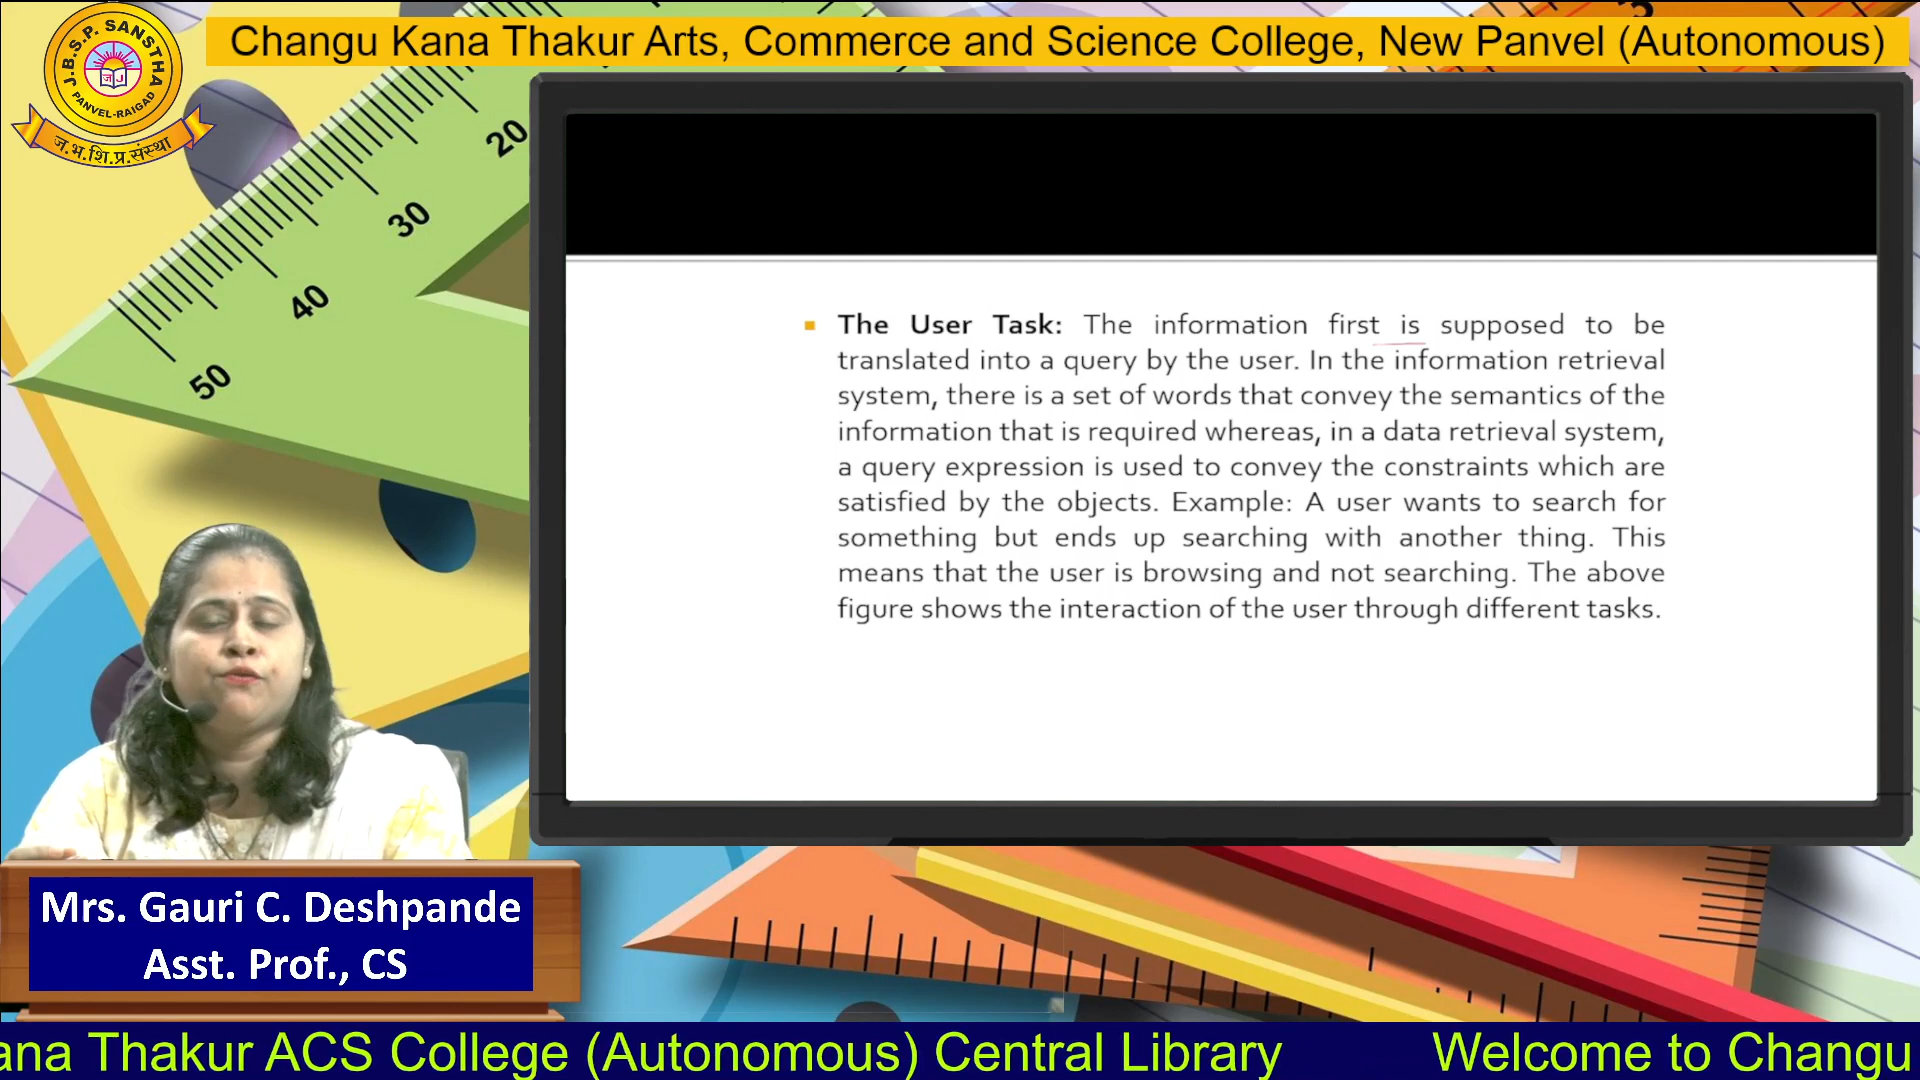 J.B.S.P. SANSTHA
PANVEL-RAIGAD
ज.भ.शि.प्र.संस्था
Changu Kana Thakur Arts, Commerce and Science College, New Panvel (Autonomous)
20
30
40
50
The User Task: The information first is supposed to be
translated into a query by the user. In the information retrieval
system, there is a set of words that convey the semantics of the
information that is required whereas, in a data retrieval system,
a query expression is used to convey the constraints which are
satisfied by the objects. Example: A user wants to search for
something but ends up searching with another thing. This
means that the user is browsing and not searching. The above
figure shows the interaction of the user through different tasks.
Mrs. Gauri C. Deshpande
Asst. Prof., CS
ana Thakur ACS College (Autonomous) Central Library Welcome to Changu